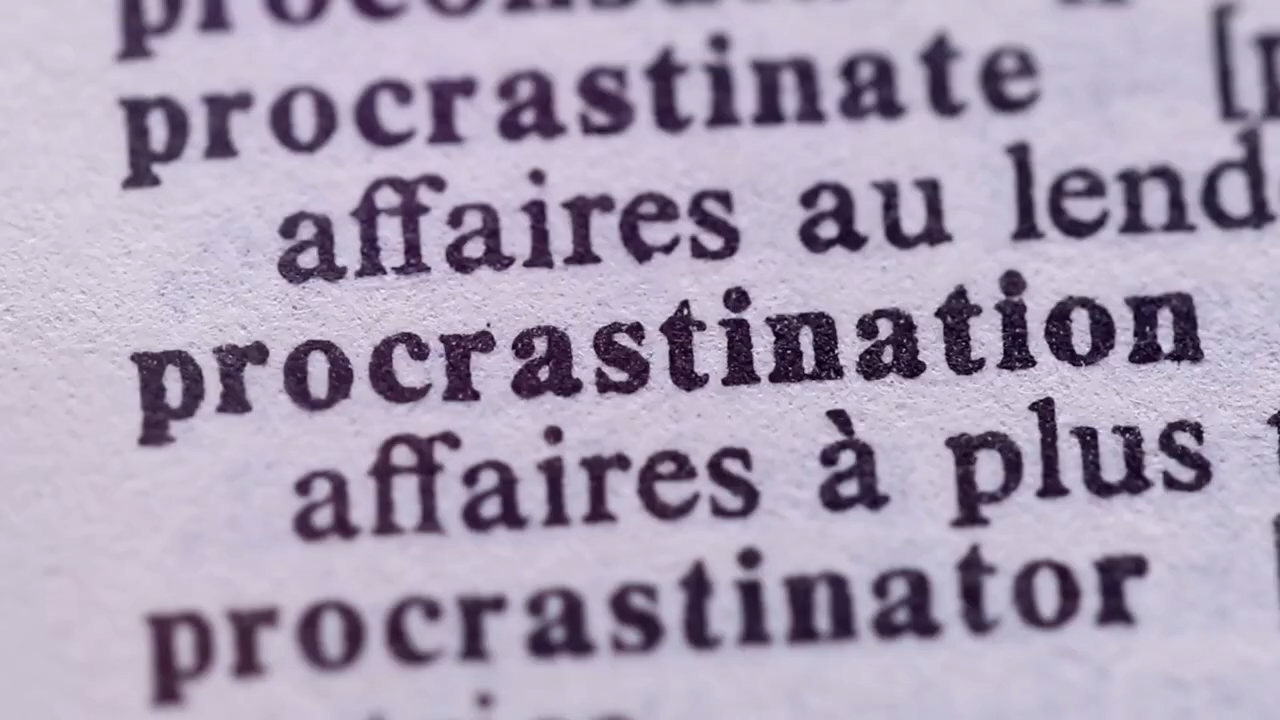 procrastinate
affaires au lend
procrastination
affaires à plus
procrastinator